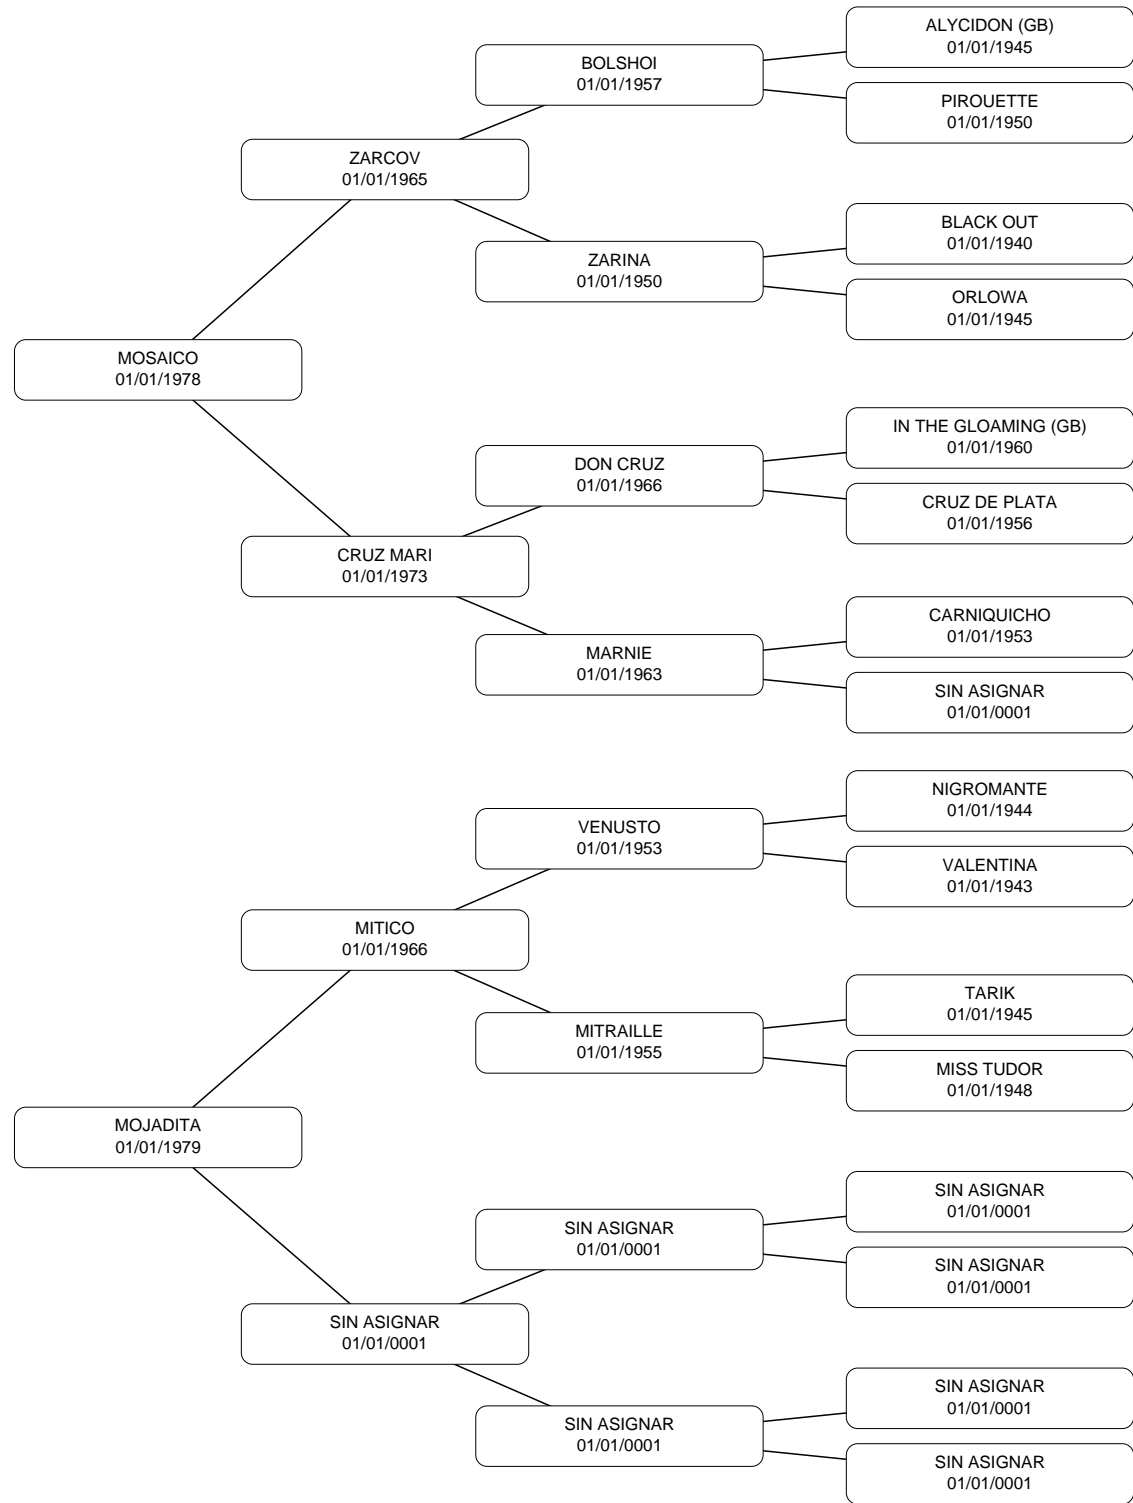 ALYCIDON (GB)
01/01/1945
BOLSHOI
01/01/1957
PIROUETTE
01/01/1950
ZARCOV
01/01/1965
BLACK OUT
01/01/1940
ZARINA
01/01/1950
ORLOWA
01/01/1945
MOSAICO
01/01/1978
IN THE GLOAMING (GB)
01/01/1960
DON CRUZ
01/01/1966
CRUZ DE PLATA
01/01/1956
CRUZ MARI
01/01/1973
CARNIQUICHO
01/01/1953
MARNIE
01/01/1963
SIN ASIGNAR
01/01/0001
NIGROMANTE
01/01/1944
VENUSTO
01/01/1953
VALENTINA
01/01/1943
MITICO
01/01/1966
TARIK
01/01/1945
MITRAILLE
01/01/1955
MISS TUDOR
01/01/1948
MOJADITA
01/01/1979
SIN ASIGNAR
01/01/0001
SIN ASIGNAR
01/01/0001
SIN ASIGNAR
01/01/0001
SIN ASIGNAR
01/01/0001
SIN ASIGNAR
01/01/0001
SIN ASIGNAR
01/01/0001
SIN ASIGNAR
01/01/0001